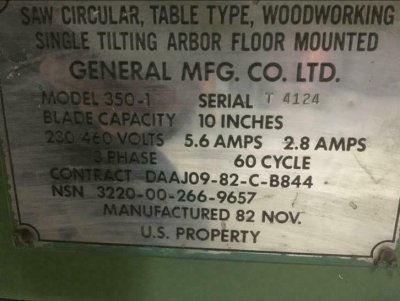 SAW CIRCULAR, TABLE TYPE, WOODWORKING
SINGLE TILTING ARBOR FLOOR MOUNTED
GENERAL MFG. CO. LTD.
MODEL 350-1 SERIAL T 4124
BLADE CAPACITY 10 INCHES
230/460 VOLTS 5.6 AMPS 2.8 AMPS
3 PHASE 60 CYCLE
CONTRACT DAAJ09-82-C-B844
NSN 3220-00-266-9657
MANUFACTURED 82 NOV.
U.S. PROPERTY